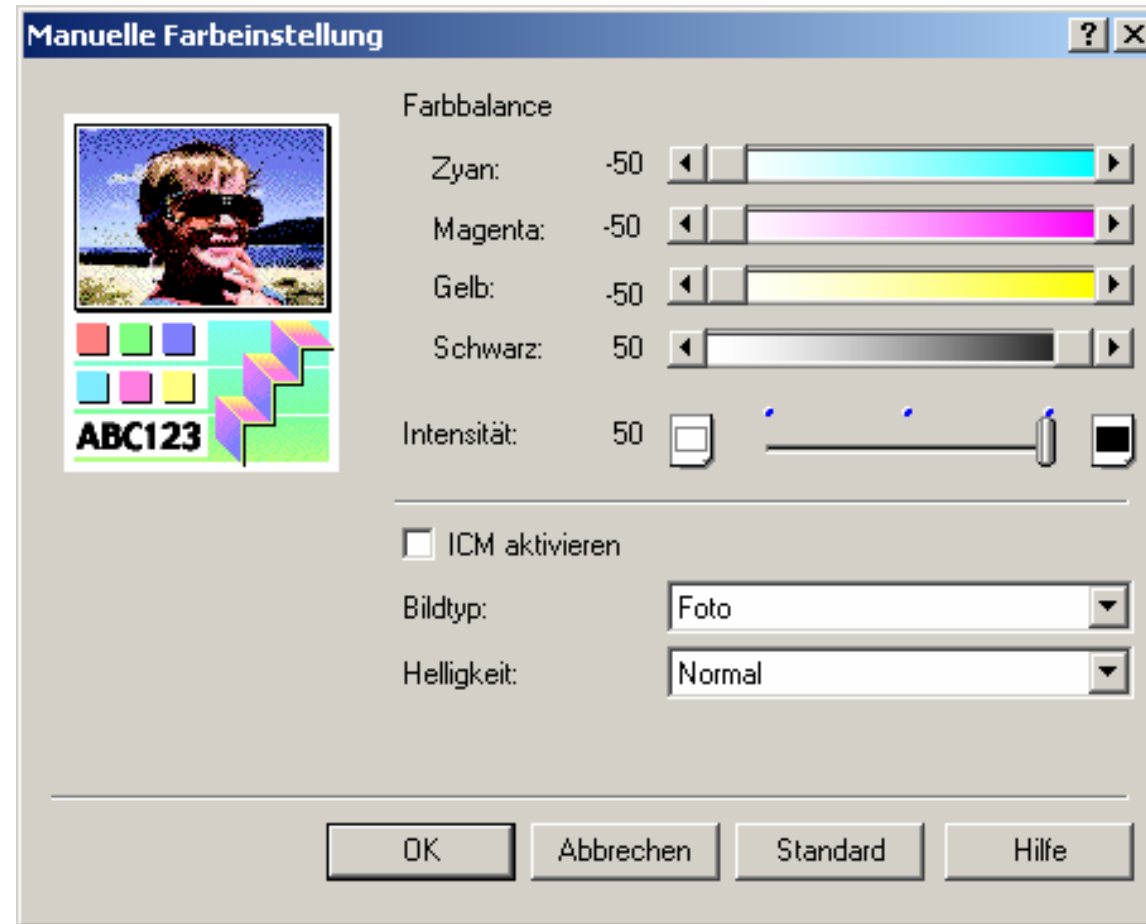 Manuelle Farbeinstellung
Farbbalance
Zyan: -50
Magenta: -50
Gelb: -50
Schwarz: 50
ABC123
Intensität: 50
ICM aktivieren
Bildtyp: Foto
Helligkeit: Normal
OK Abbrechen Standard Hilfe